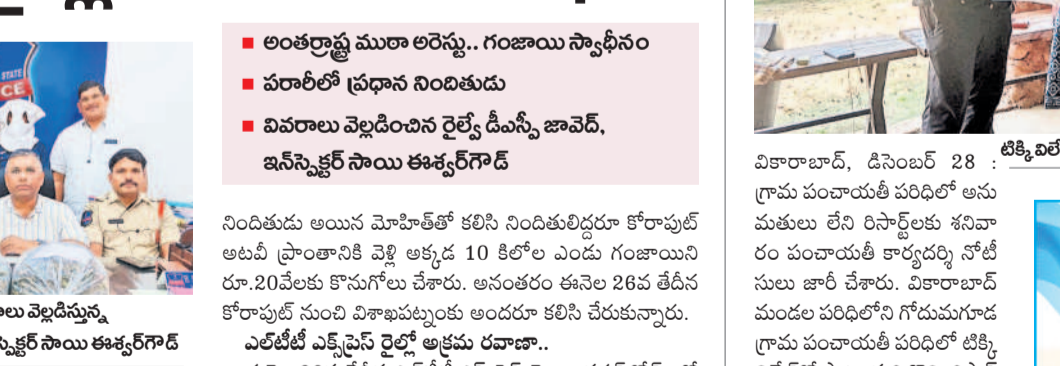 STATE
అంతర్రాష్ట్ర ముఠా అరెస్టు.. గంజాయి స్వాధీనం
పరారీలో ప్రధాన నిందితుడు
వివరాలు వెల్లడించిన రైల్వే డీఎస్పీ జావెద్,
ఇన్‌స్పెక్టర్ సాయి ఈశ్వర్‌గౌడ్
వెల్లడిస్తున్న
సాయి ఈశ్వర్‌గౌడ్
నిందితుడు అయిన మోహిత్‌తో కలిసి నిందితులిద్దరూ కోరాపుట్
అటవీ ప్రాంతానికి వెళ్లి అక్కడ 10 కిలోల ఎండు గంజాయిని
రూ.20వేలకు కొనుగోలు చేశారు. అనంతరం ఈనెల 26వ తేదీన
కోరాపుట్ నుంచి విశాఖపట్నంకు అందరూ కలిసి చేరుకున్నారు.
ఎల్‌టీటీ ఎక్స్‌ప్రెస్ రైల్లో అక్రమ రవాణా..
వికారాబాద్, డిసెంబర్ 28 :
గ్రామ పంచాయతీ పరిధిలో అను
మతులు లేని రిసార్ట్‌లకు శనివా
రం పంచాయతీ కార్యదర్శి నోటీ
సులు జారీ చేశారు. వికారాబాద్
మండల పరిధిలోని గోదుమగూడ
గ్రామ పంచాయతీ పరిధిలో టిక్కి
టిక్కి